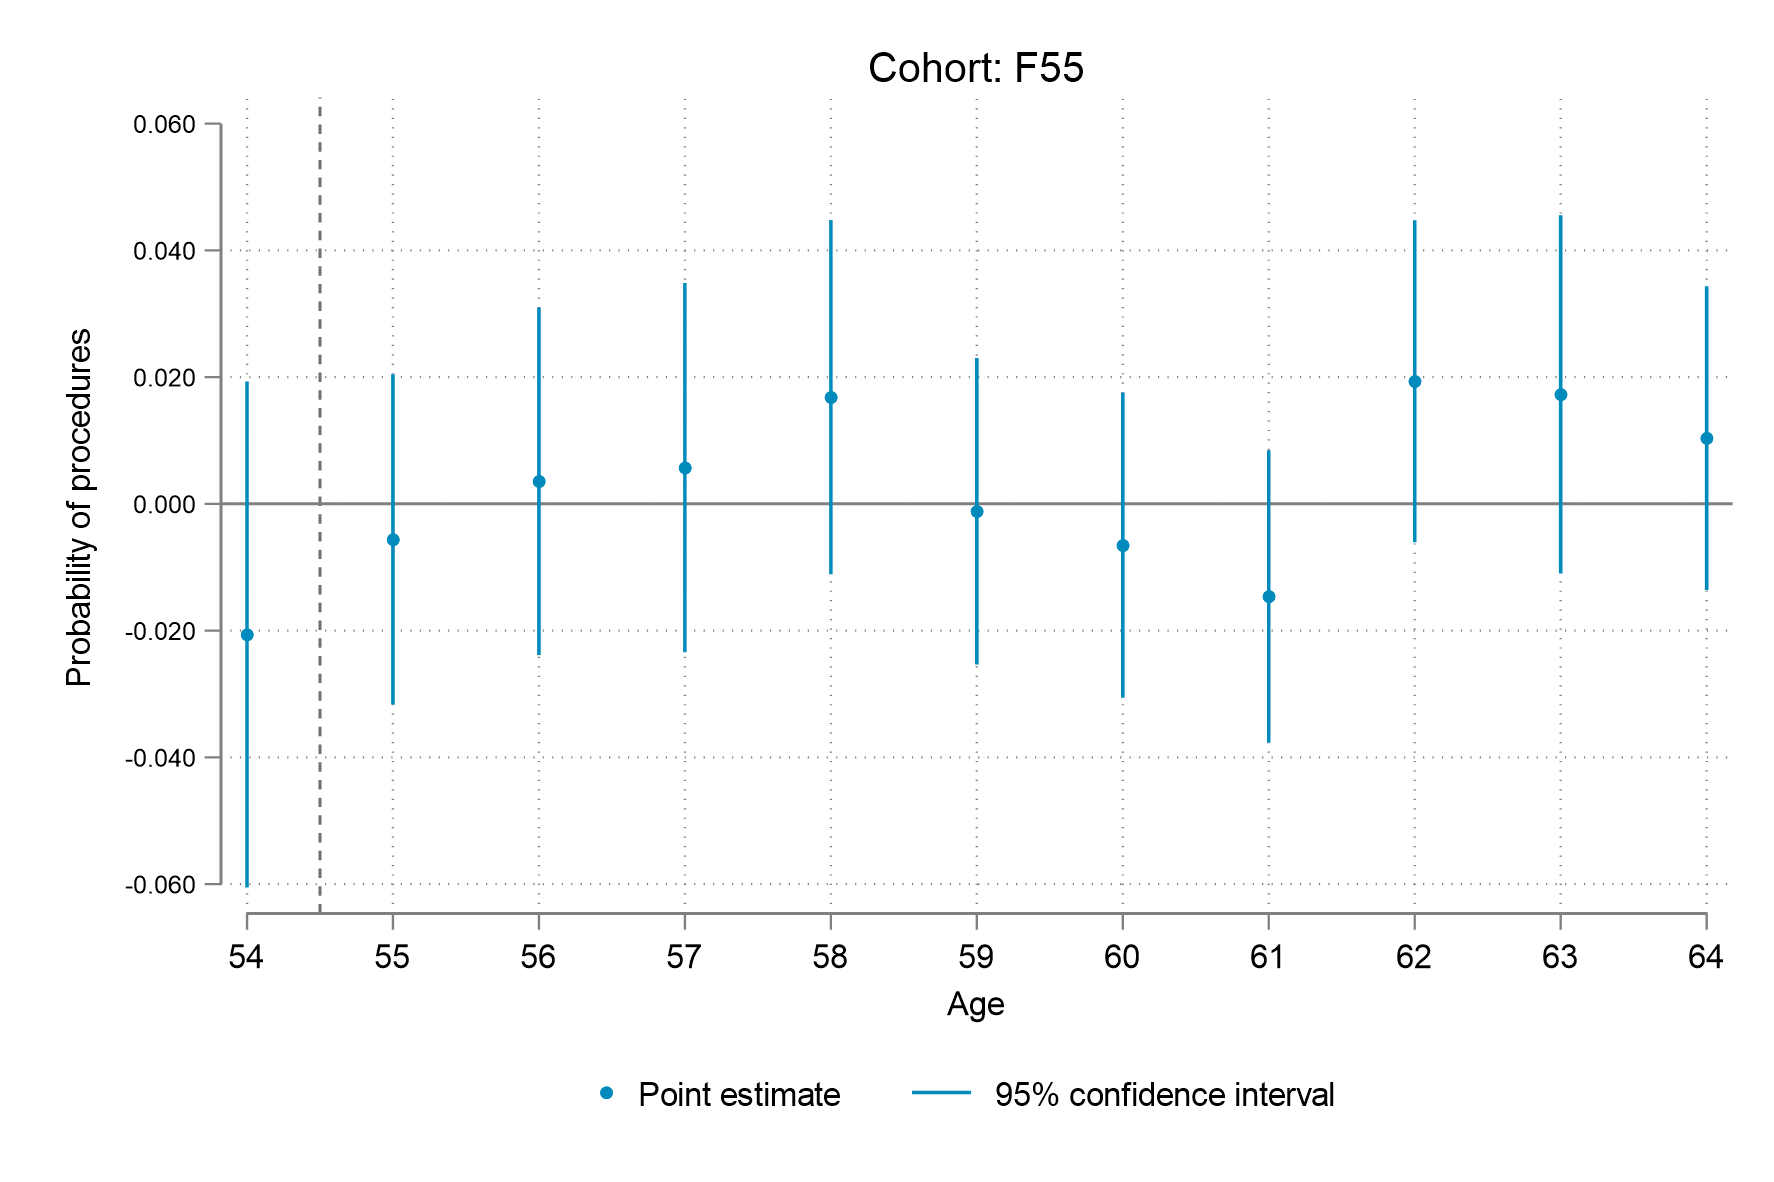 Cohort: F55
0.060
0.040
0.020
0.000
-0.020
-0.040
-0.060
Probability of procedures
54 55 56 57 58 59 60 61 62 63 64
Age
Point estimate 95% confidence interval